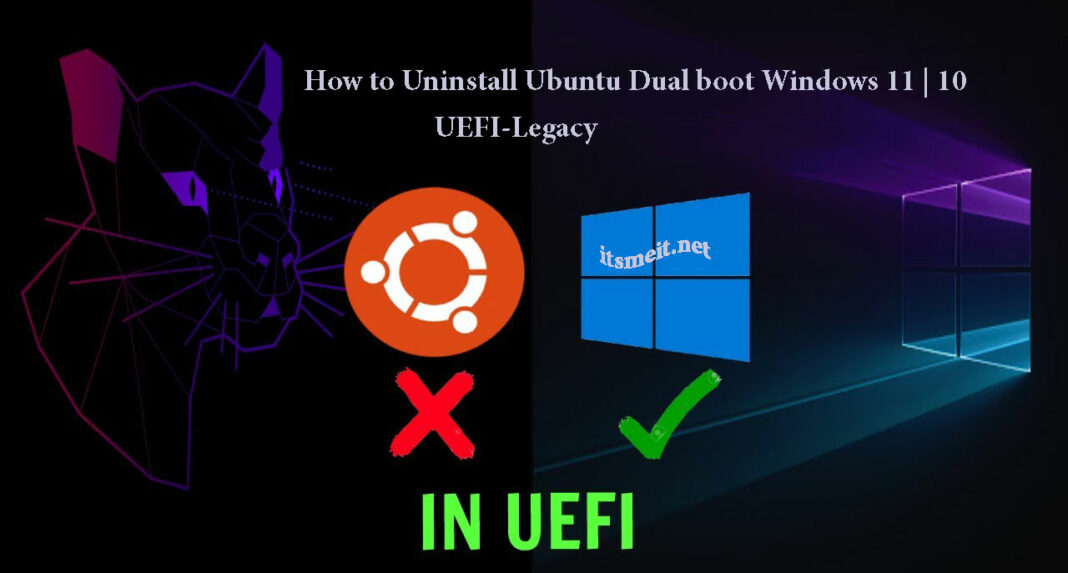 How to Uninstall Ubuntu Dual boot Windows 11 | 10
UEFI-Legacy
itsmeit.net
IN UEFI